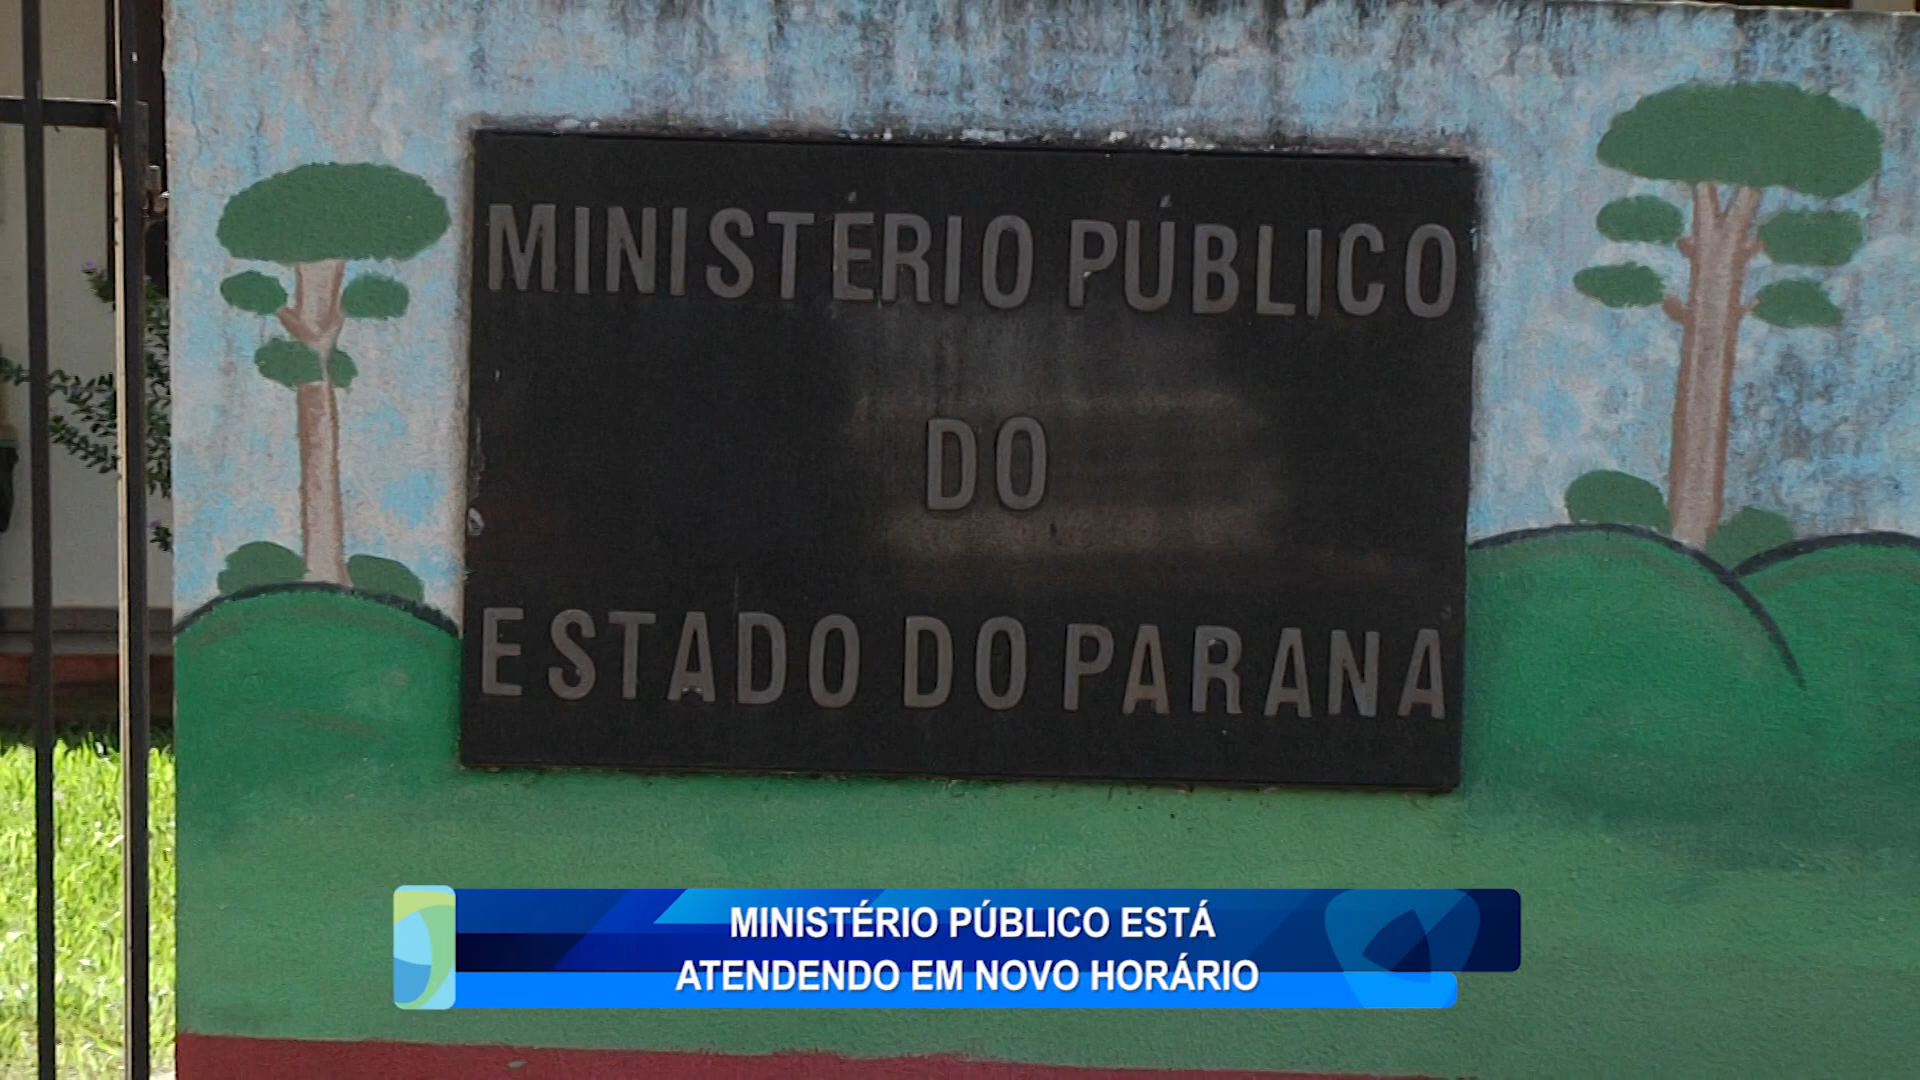 MINISTÉRIO PÚBLICO
DO
ESTADO DO PARANA
MINISTÉRIO PÚBLICO ESTÁ
ATENDENDO EM NOVO HORÁRIO